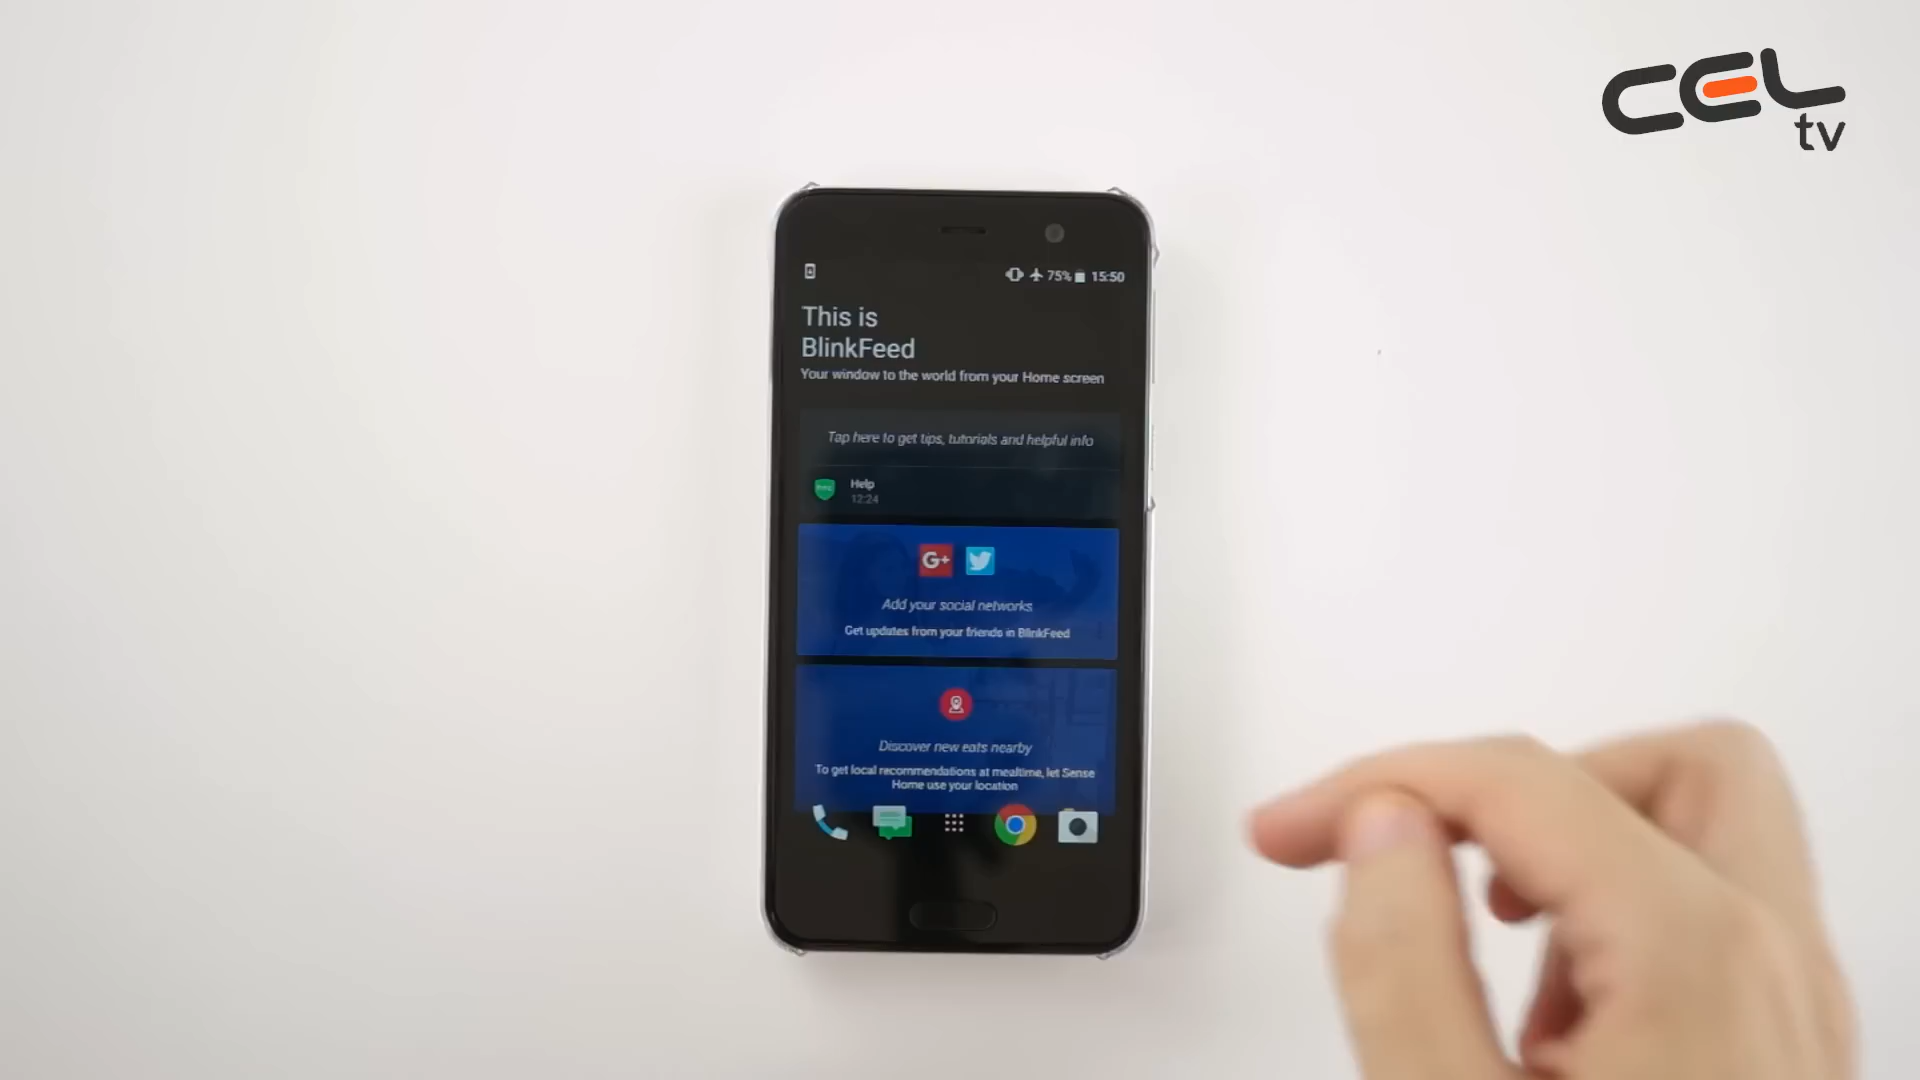 CEL
tv
75% 15:50
This is
BlinkFeed
Your window to the world from your Home screen
Tap here to get tips, tutorials and helpful info
Help
12:24
G+
Add your social networks
Get updates from your friends in BlinkFeed
Discover new eats nearby
To get local recommendations at mealtime, let Sense
Home use your location